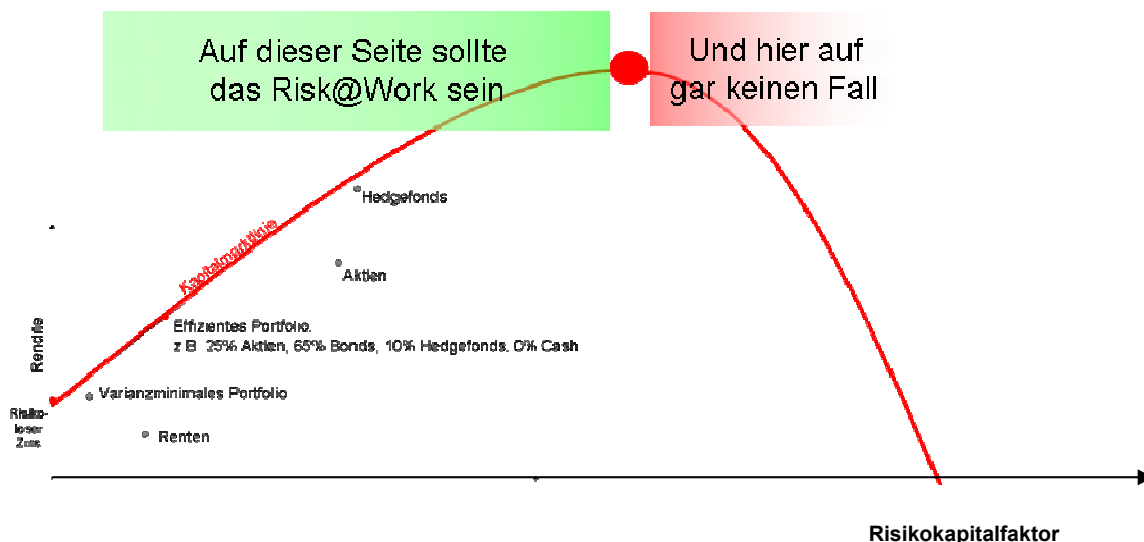 Auf dieser Seite sollte
das Risk@Work sein
Und hier auf
gar keinen Fall
Hedgefonds
Kapitalmarktlinie
Aktien
Rendite
Effizientes Portfolio.
z B 25% Aktien, 65% Bonds, 10% Hedgefonds, 0% Cash
Varianzminimales Portfolio
Risiko-
loser
Zins
Renten
Risikokapitalfaktor